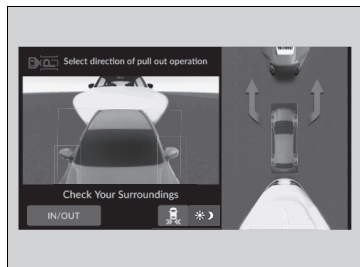 Select direction of pull out operation
Check Your Surroundings
IN/OUT